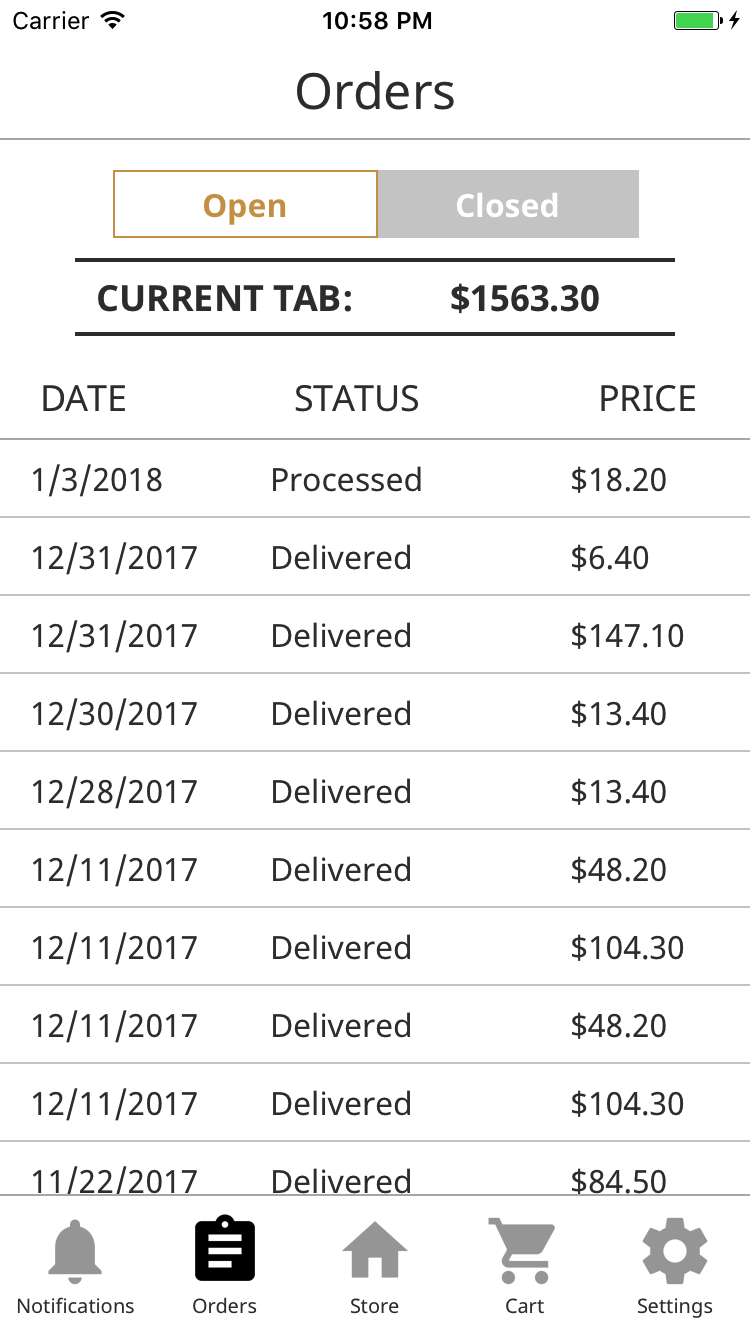 Carrier 10:58 PM
Orders
Open Closed
CURRENT TAB: $1563.30
DATE STATUS PRICE
1/3/2018 Processed $18.20
12/31/2017 Delivered $6.40
12/31/2017 Delivered $147.10
12/30/2017 Delivered $13.40
12/28/2017 Delivered $13.40
12/11/2017 Delivered $48.20
12/11/2017 Delivered $104.30
12/11/2017 Delivered $48.20
12/11/2017 Delivered $104.30
11/22/2017 Delivered $84.50
Notifications Orders Store Cart Settings